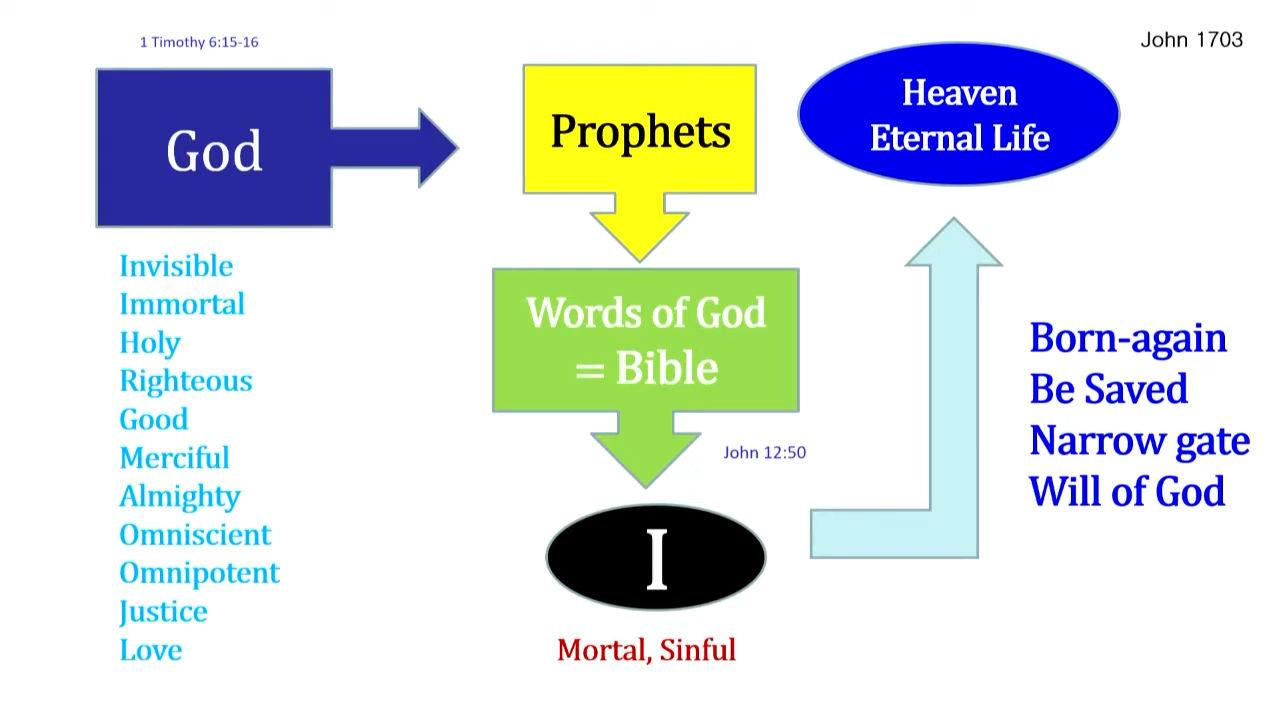 1 Timothy 6:15-16
John 1703
God
Prophets
Heaven
Eternal Life
Invisible
Immortal
Holy
Righteous
Good
Merciful
Almighty
Omniscient
Omnipotent
Justice
Love
Words of God
= Bible
John 12:50
I
Mortal, Sinful
Born-again
Be Saved
Narrow gate
Will of God